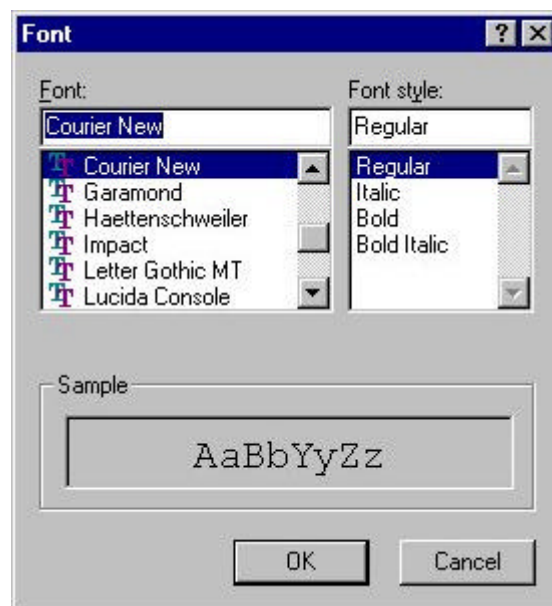 Font
Font:
Courier New
Courier New
Garamond
Haettenschweiler
Impact
Letter Gothic MT
Lucida Console
Font style:
Regular
Regular
Italic
Bold
Bold Italic
Sample
AaBbYyZz
OK
Cancel